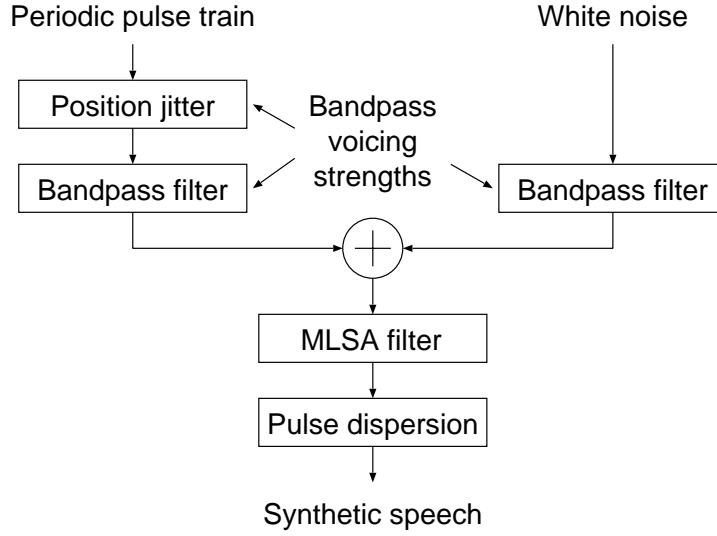 Periodic pulse train
White noise
Position jitter
Bandpass
voicing
strengths
Bandpass filter
Bandpass filter
MLSA filter
Pulse dispersion
Synthetic speech